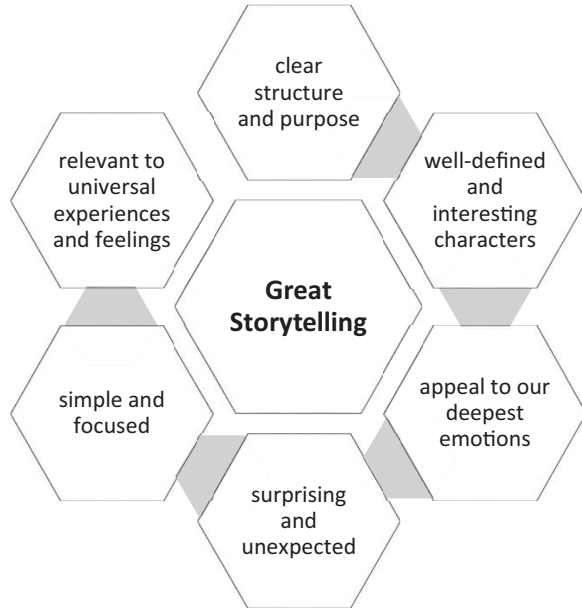 clear
structure
and purpose
well-defined
and
interesting
characters
appeal to our
deepest
emotions
surprising
and
unexpected
simple and
focused
relevant to
universal
experiences
and feelings
Great
Storytelling